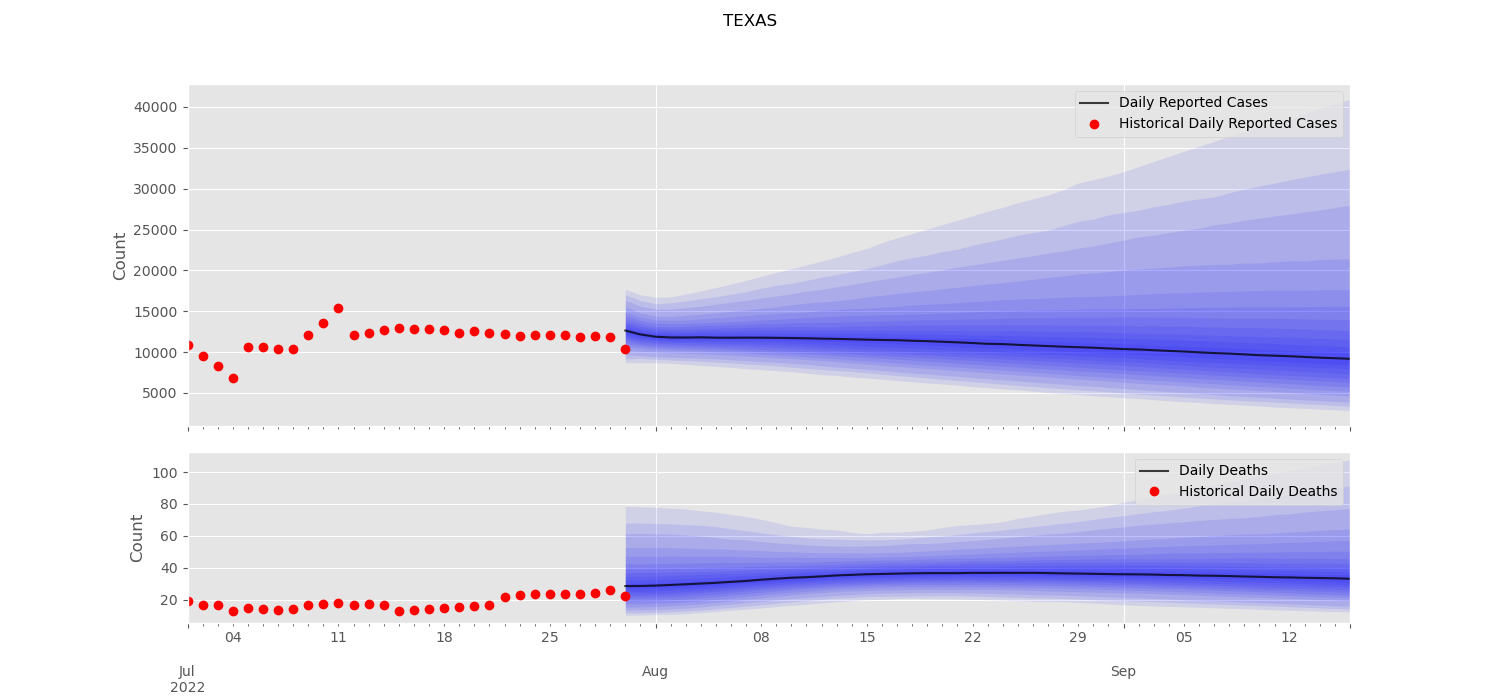 TEXAS
Daily Reported Cases
Historical Daily Reported Cases
Count
40000
35000
30000
25000
20000
15000
10000
5000
Daily Deaths
Historical Daily Deaths
Count
100
80
60
40
20
04 11 18 25 08 15 22 29 05 12
Jul Aug Sep
2022